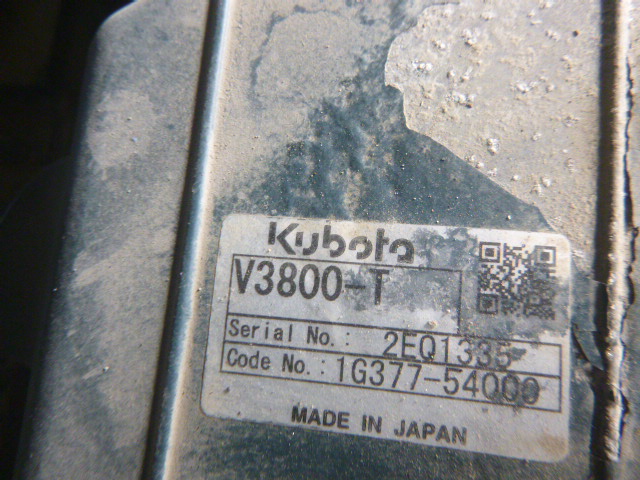 Kubota
V3800-T
Serial No.: 2EQ1335
Code No.: 1G377-54000
MADE IN JAPAN